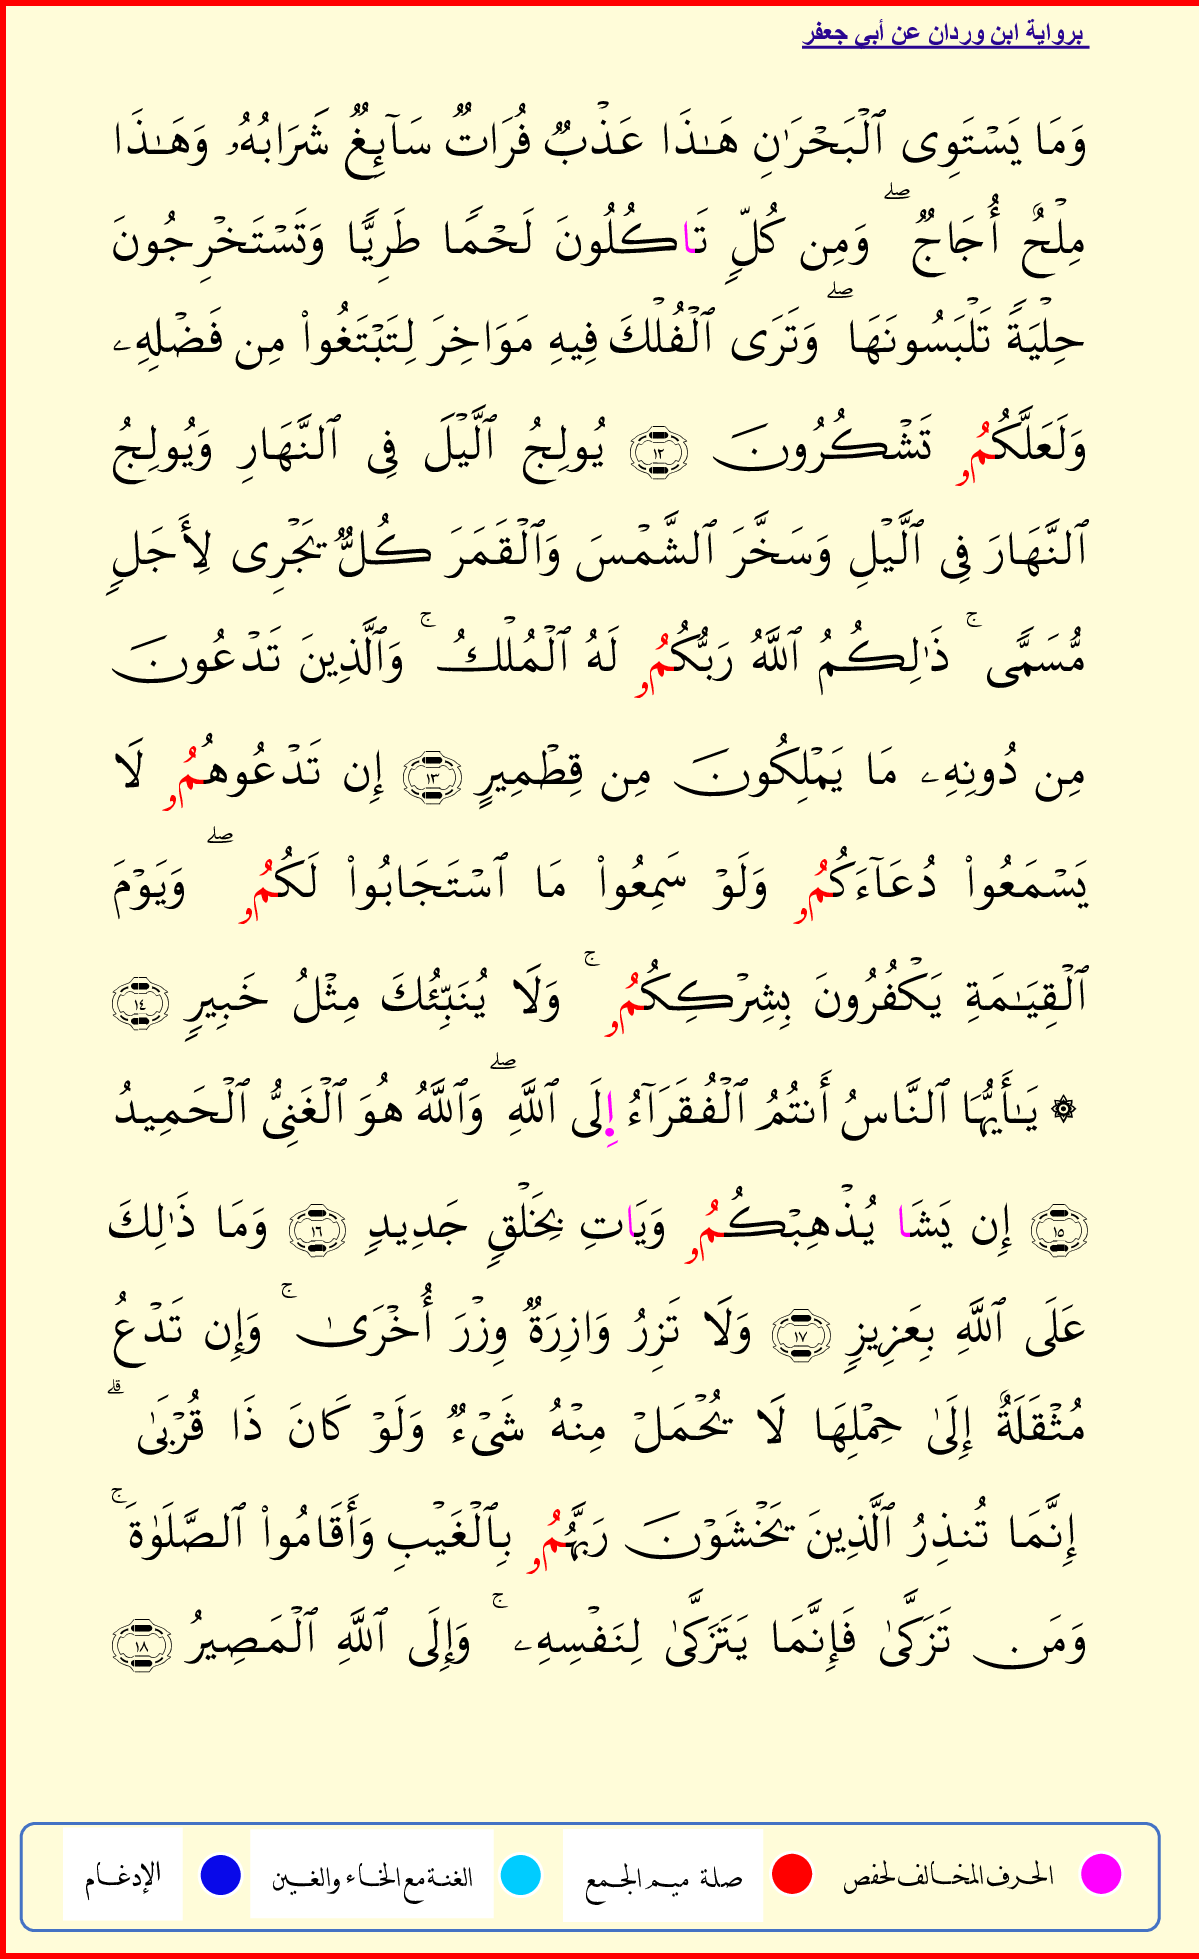 برواية ابن وردان عن أبي جعفر
وَمَا يَسْتَوِى ٱلْبَحْرَٰنِ هَـٰذَا عَذْبٌ فُرَاتٌ سَآئِغٌ شَرَابُهُۥ وَهَـٰذَا
مِلْحٌ أُجَاجٌ ۖ وَمِن كُلٍّ تَاكُلُونَ لَحْمًا طَرِيًّا وَتَسْتَخْرِجُونَ
حِلْيَةً تَلْبَسُونَهَا ۖ وَتَرَى ٱلْفُلْكَ فِيهِ مَوَاخِرَ لِتَبْتَغُوا۟ مِن فَضْلِهِۦ
وَلَعَلَّكُمُۥ تَشْكُرُونَ ١٢ يُولِجُ ٱلَّيْلَ فِى ٱلنَّهَارِ وَيُولِجُ
ٱلنَّهَارَ فِى ٱلَّيْلِ وَسَخَّرَ ٱلشَّمْسَ وَٱلْقَمَرَ كُلٌّ يَجْرِى لِأَجَلٍ
مُّسَمًّى ۚ ذَٰلِكُمُ ٱللَّهُ رَبُّكُمُۥ لَهُ ٱلْمُلْكُ ۚ وَٱلَّذِينَ تَدْعُونَ
مِن دُونِهِۦ مَا يَمْلِكُونَ مِن قِطْمِيرٍ ١٣ إِن تَدْعُوهُمُۥ لَا
يَسْمَعُوا۟ دُعَآءَكُمُۥ وَلَوْ سَمِعُوا۟ مَا ٱسْتَجَابُوا۟ لَكُمُۥ ۖ وَيَوْمَ
ٱلْقِيَـٰمَةِ يَكْفُرُونَ بِشِرْكِكُمُۥ ۚ وَلَا يُنَبِّئُكَ مِثْلُ خَبِيرٍ ١٤
۞ يَـٰأَيُّهَا ٱلنَّاسُ أَنتُمُ ٱلْفُقَرَآءُ اِ۪لَى ٱللَّهِ ۖ وَٱللَّهُ هُوَ ٱلْغَنِىُّ ٱلْحَمِيدُ
١٥ إِن يَشَا يُذْهِبْكُمُۥ وَيَاتِ بِخَلْقٍ جَدِيدٍ ١٦ وَمَا ذَٰلِكَ
عَلَى ٱللَّهِ بِعَزِيزٍ ١٧ وَلَا تَزِرُ وَازِرَةٌ وِزْرَ أُخْرَىٰ ۚ وَإِن تَدْعُ
مُثْقَلَةٌ إِلَىٰ حِمْلِهَا لَا يُحْمَلْ مِنْهُ شَىْءٌ وَلَوْ كَانَ ذَا قُرْبَىٰ ۗ
إِنَّمَا تُنذِرُ ٱلَّذِينَ يَخْشَوْنَ رَبَّهُمُۥ بِٱلْغَيْبِ وَأَقَامُوا۟ ٱلصَّلَوٰةَ ۚ
وَمَن تَزَكَّىٰ فَإِنَّمَا يَتَزَكَّىٰ لِنَفْسِهِۦ ۚ وَإِلَى ٱللَّهِ ٱلْمَصِيرُ ١٨
الحرف المخالف لحفص صلة ميم الجمع الغنة مع الخاء والغين الإدغام